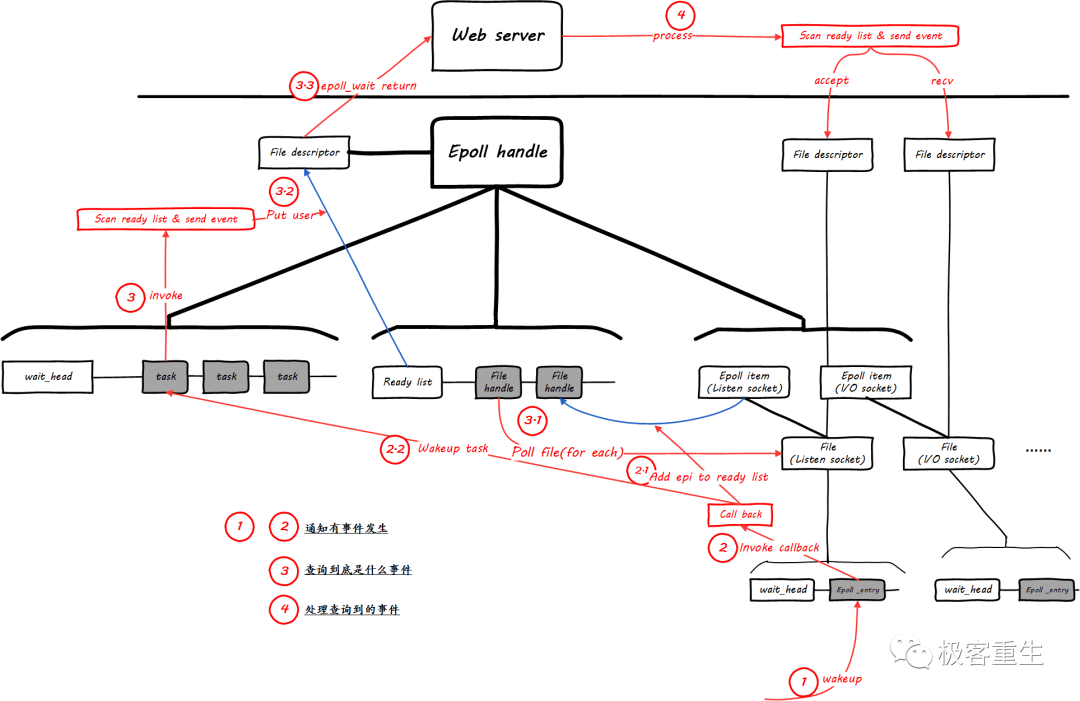 4
Web server
process
Scan ready list & send event
3.3
epoll_wait return
accept
recv
File descriptor
Epoll handle
File descriptor
File descriptor
3.2
Scan ready list & send event
Put user
3
invoke
wait_head
task
task
task
Ready list
File
handle
File
handle
Epoll item
(Listen socket)
Epoll item
(I/O socket)
3.1
2.2
Wakeup task
Poll file(for each)
File
(Listen socket)
File
(I/O socket)
......
2.1
Add epi to ready list
Call back
1
2
通知有事件发生
2
Invoke callback
3
查询到底是什么事件
wait_head
Epoll _entry
wait_head
Epoll _entry
4
处理查询到的事件
极客重生
1
wakeup